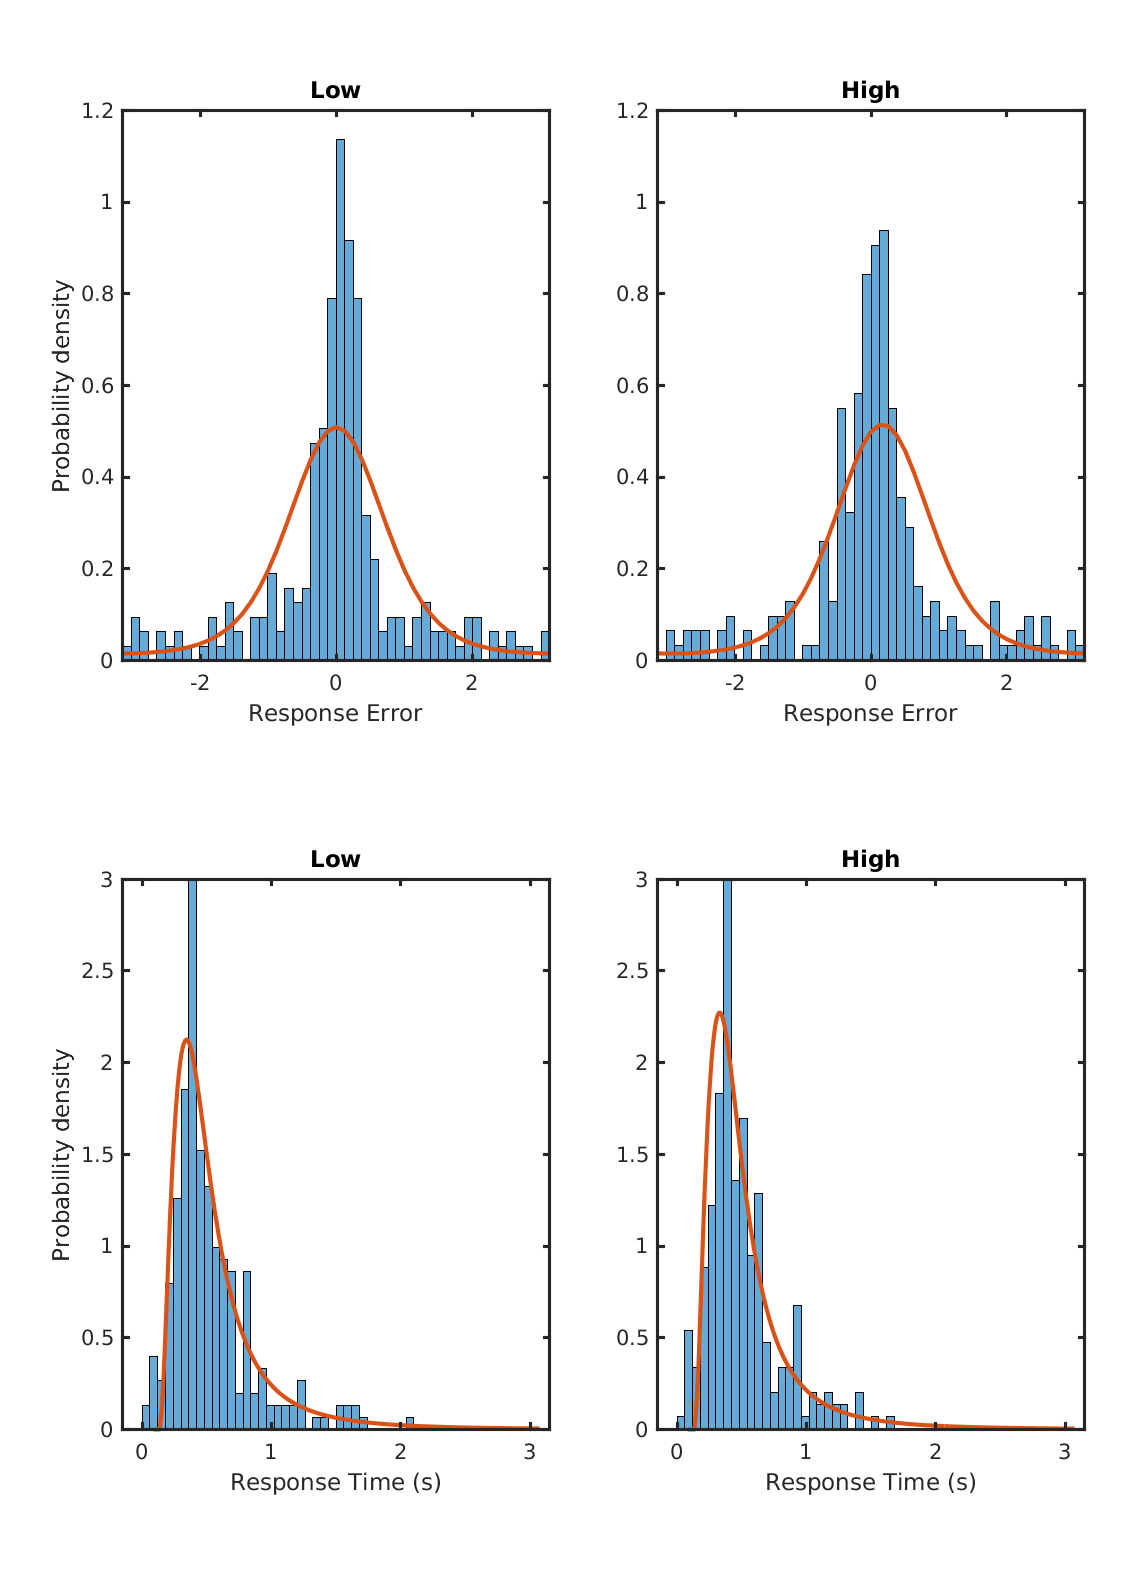 Low High
1.2 1.2
1 1
0.8 0.8
0.6 0.6
0.4 0.4
0.2 0.2
0 0
Probability density
-2 0 2 -2 0 2
Response Error Response Error
Low High
3 3
2.5 2.5
2 2
1.5 1.5
1 1
0.5 0.5
0 0
Probability density
0 1 2 3 0 1 2 3
Response Time (s) Response Time (s)